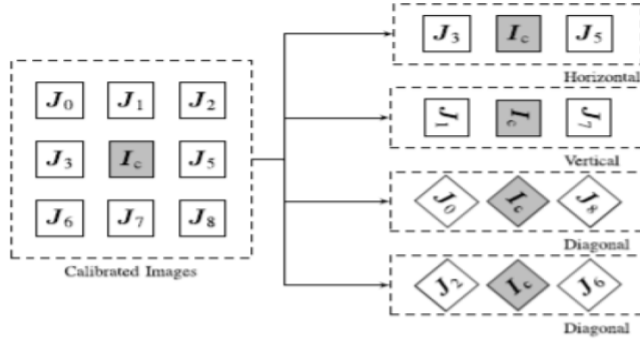 J0 J1 J2
J3 Ic J5
J6 J7 J8
Calibrated Images
J3 Ic J5
Horizontal
J1 Ic J7
Vertical
J0 Ic J8
Diagonal
J2 Ic J6
Diagonal